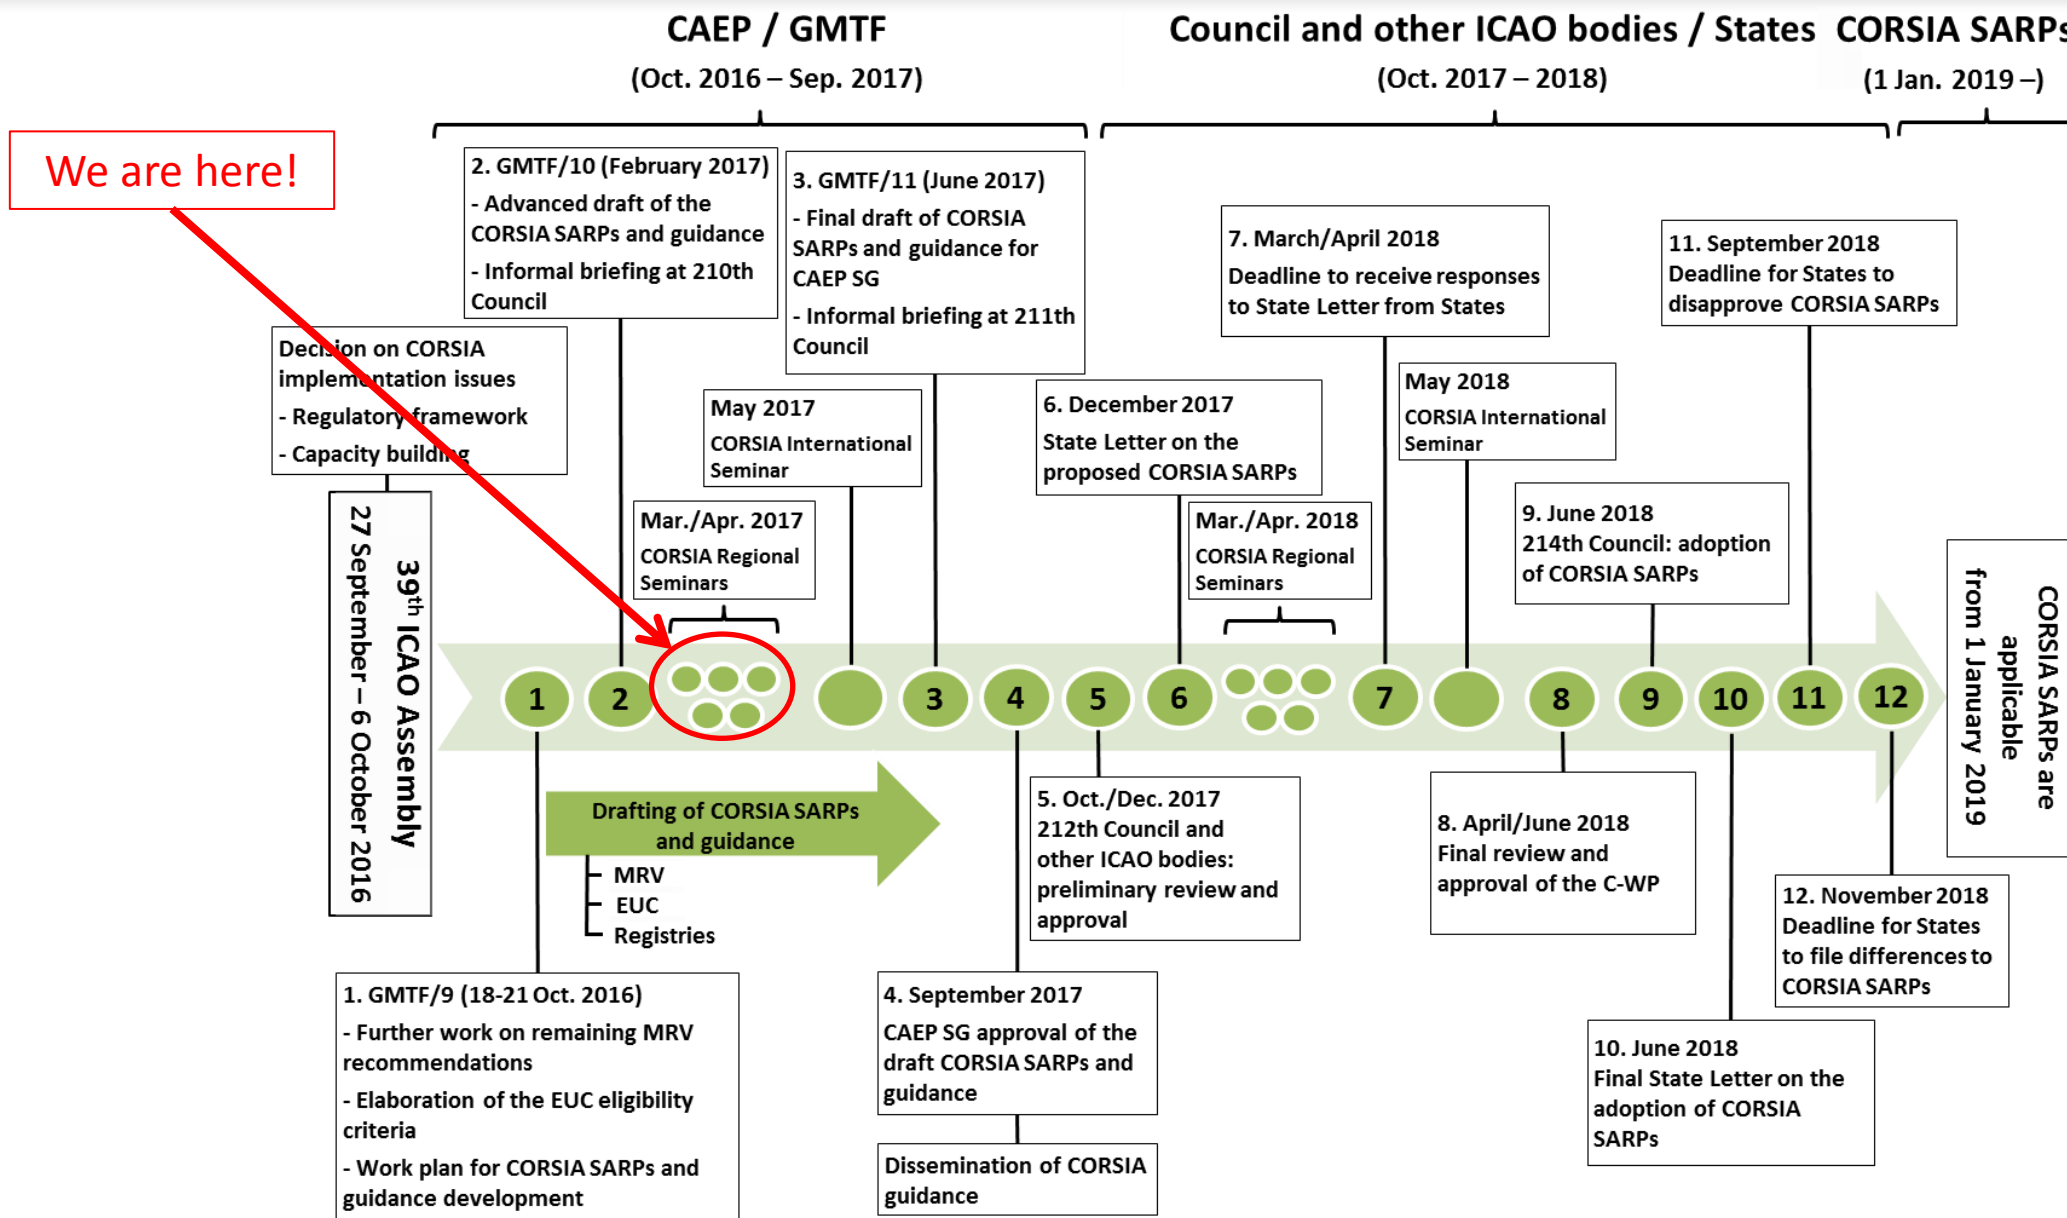 CAEP / GMTF
(Oct. 2016 – Sep. 2017)
Council and other ICAO bodies / States
(Oct. 2017 – 2018)
CORSIA SARPs
(1 Jan. 2019 –)
We are here!
Decision on CORSIA
implementation issues
- Regulatory framework
- Capacity building
39th ICAO Assembly
27 September – 6 October 2016
2. GMTF/10 (February 2017)
- Advanced draft of the
CORSIA SARPs and guidance
- Informal briefing at 210th
Council
3. GMTF/11 (June 2017)
- Final draft of CORSIA
SARPs and guidance for
CAEP SG
- Informal briefing at 211th
Council
May 2017
CORSIA International
Seminar
Mar./Apr. 2017
CORSIA Regional
Seminars
6. December 2017
State Letter on the
proposed CORSIA SARPs
Mar./Apr. 2018
CORSIA Regional
Seminars
7. March/April 2018
Deadline to receive responses
to State Letter from States
May 2018
CORSIA International
Seminar
9. June 2018
214th Council: adoption
of CORSIA SARPs
11. September 2018
Deadline for States to
disapprove CORSIA SARPs
1
2
3
4
5
6
7
8
9
10
11
12
CORSIA SARPs are
applicable
from 1 January 2019
Drafting of CORSIA SARPs
and guidance
MRV
EUC
Registries
1. GMTF/9 (18-21 Oct. 2016)
- Further work on remaining MRV
recommendations
- Elaboration of the EUC eligibility
criteria
- Work plan for CORSIA SARPs and
guidance development
4. September 2017
CAEP SG approval of the
draft CORSIA SARPs and
guidance
Dissemination of CORSIA
guidance
5. Oct./Dec. 2017
212th Council and
other ICAO bodies:
preliminary review and
approval
8. April/June 2018
Final review and
approval of the C-WP
10. June 2018
Final State Letter on the
adoption of CORSIA
SARPs
12. November 2018
Deadline for States
to file differences to
CORSIA SARPs